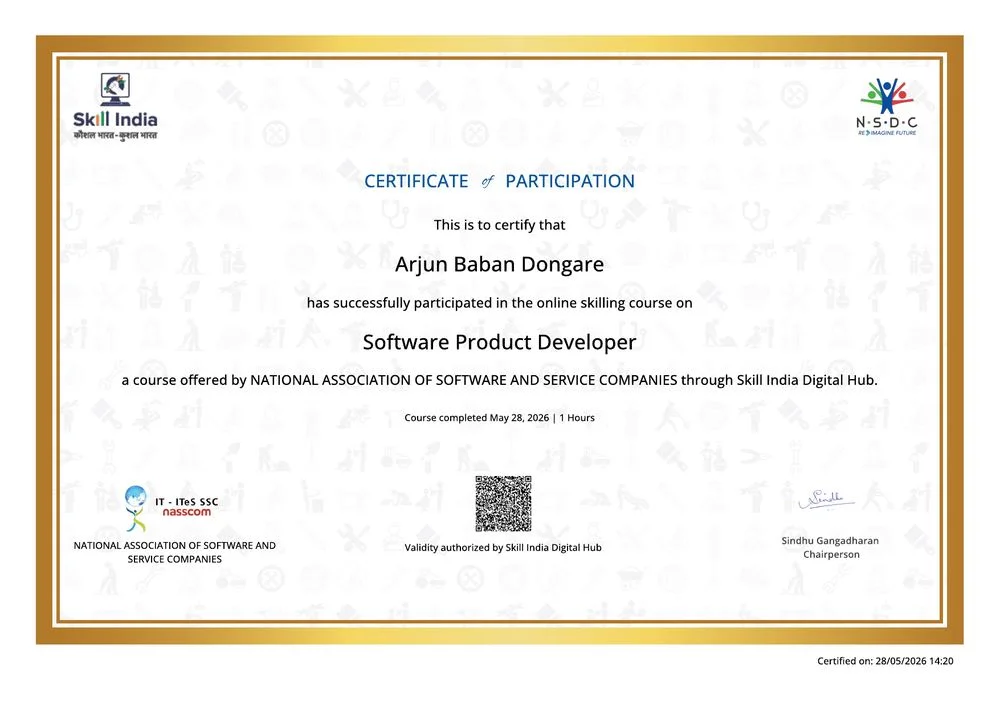 Skill India
कौशल भारत-कुशल भारत
N·S·D·C
RE IMAGINE FUTURE
CERTIFICATE of PARTICIPATION
This is to certify that
Arjun Baban Dongare
has successfully participated in the online skilling course on
Software Product Developer
a course offered by NATIONAL ASSOCIATION OF SOFTWARE AND SERVICE COMPANIES through Skill India Digital Hub.
Course completed May 28, 2026 | 1 Hours
IT - ITeS SSC
nasscom
NATIONAL ASSOCIATION OF SOFTWARE AND
SERVICE COMPANIES
Validity authorized by Skill India Digital Hub
Sindhu
Sindhu Gangadharan
Chairperson
Certified on: 28/05/2026 14:20